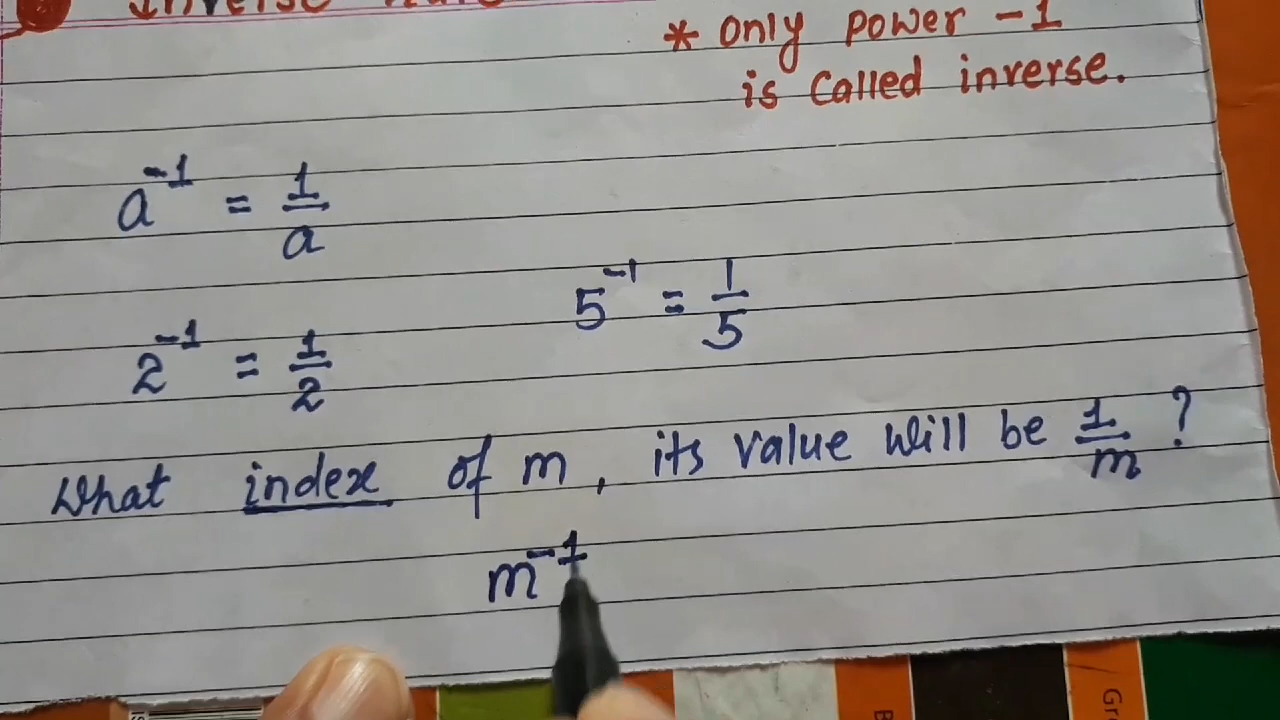 Inverse
* only power -1
is called inverse.
a⁻¹ = 1/a
5⁻¹ = 1/5
2⁻¹ = 1/2
What index of m, its value will be 1/m ?
m⁻¹